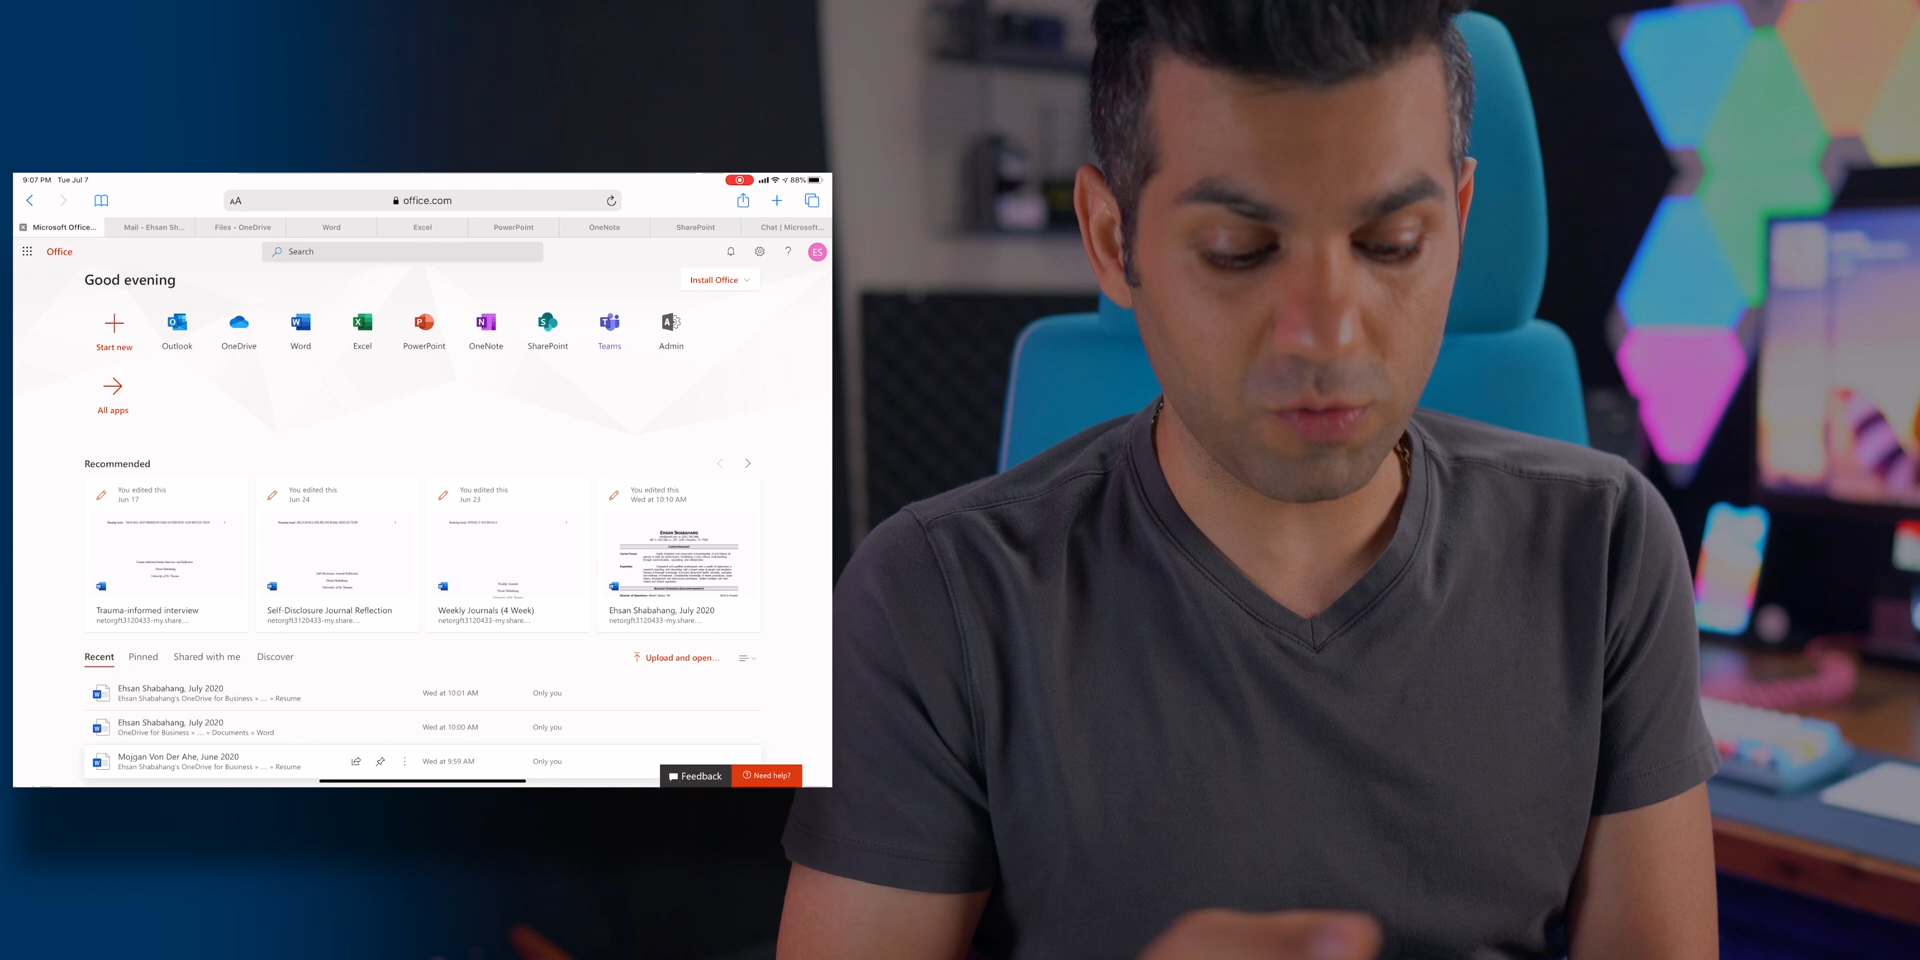 9:07 PM Tue Jul 7
88%
AA
office.com
Microsoft Office...
Mail - Ehsan Sh...
Files - OneDrive
Word
Excel
PowerPoint
OneNote
SharePoint
Chat | Microsoft...
Office
Search
?
ES
Good evening
Install Office
Start new
Outlook
OneDrive
Word
Excel
PowerPoint
OneNote
SharePoint
Teams
Admin
All apps
Recommended
You edited this
Jun 17
Trauma-informed interview
netorgft3120433-my.share...
You edited this
Jun 24
Self-Disclosure Journal Reflection
netorgft3120433-my.share...
You edited this
Jun 23
Weekly Journals (4 Week)
netorgft3120433-my.share...
You edited this
Wed at 10:10 AM
EHSAN SHABAHANG
Ehsan Shabahang, July 2020
netorgft3120433-my.share...
Recent
Pinned
Shared with me
Discover
Upload and open...
Ehsan Shabahang, July 2020
Ehsan Shabahang's OneDrive for Business » ... » Resume
Wed at 10:01 AM
Only you
Ehsan Shabahang, July 2020
OneDrive for Business » ... » Documents » Word
Wed at 10:00 AM
Only you
Mojgan Von Der Ahe, June 2020
Ehsan Shabahang's OneDrive for Business » ... » Resume
Wed at 9:59 AM
Only you
Feedback
Need help?